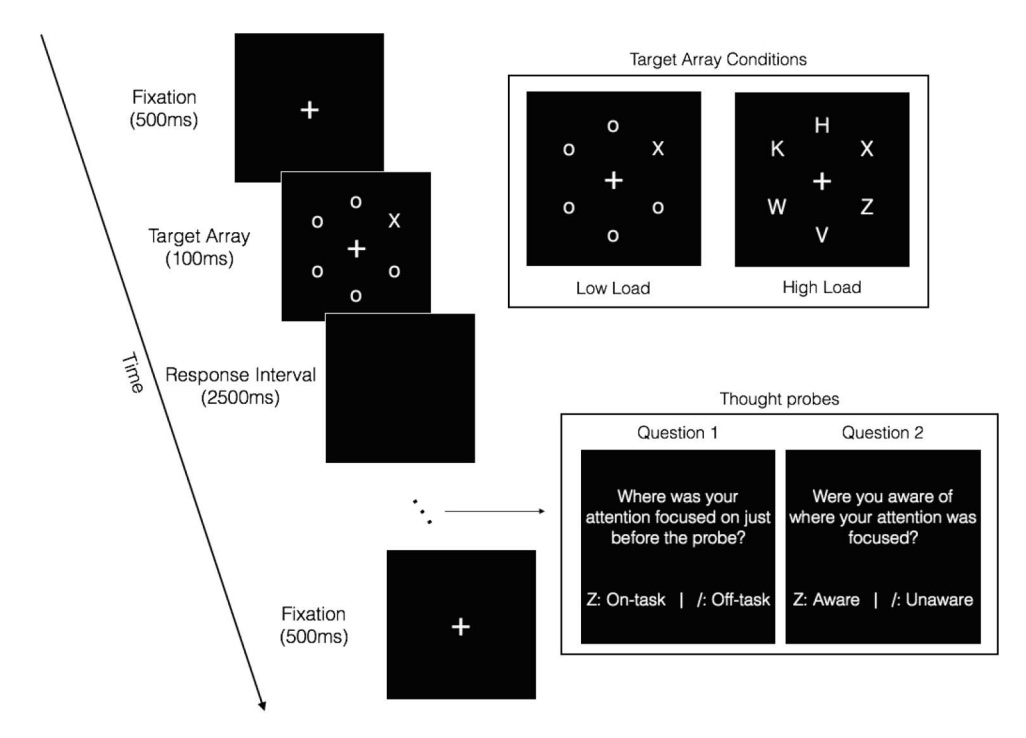 Fixation
(500ms)
+
Target Array
(100ms)
o
o X
+
o o
o
Response Interval
(2500ms)
Time
Fixation
(500ms)
+
Target Array Conditions
o
o X
+
o o
o
Low Load
H
K X
+
W Z
V
High Load
Thought probes
Question 1
Where was your
attention focused on just
before the probe?
Z: On-task | /: Off-task
Question 2
Were you aware of
where your attention was
focused?
Z: Aware | /: Unaware